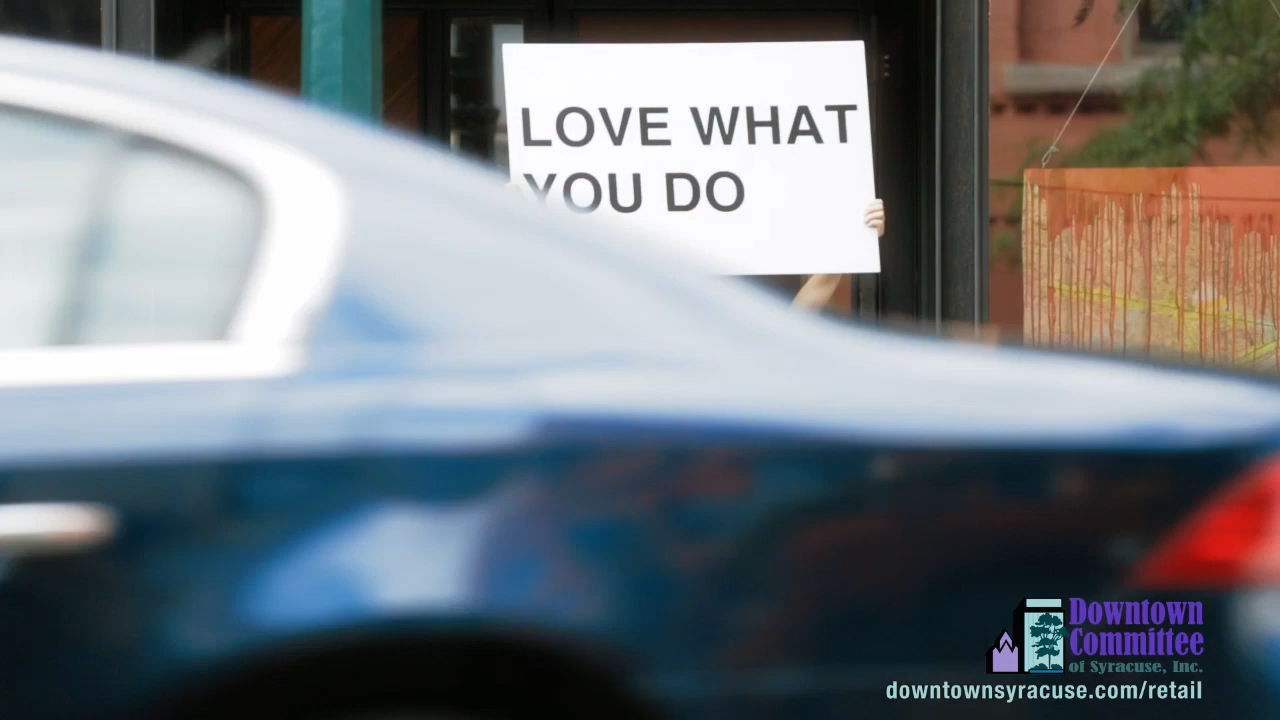 LOVE WHAT
YOU DO
Downtown
Committee
of Syracuse, Inc.
downtownsyracuse.com/retail